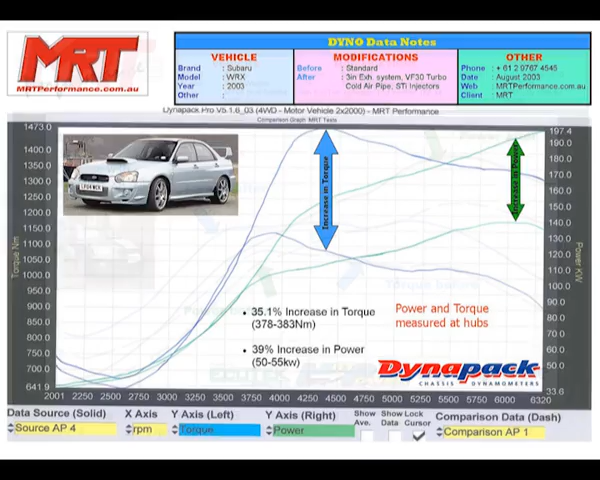 MRT
MRTPerformance.com.au
DYNO Data Notes
VEHICLE
Brand : Subaru
Model : WRX
Year : 2003
Other :
MODIFICATIONS
Before : Standard
After : 3in Exh. system, VF30 Turbo
Cold Air Pipe, STi Injectors
OTHER
Phone : + 61 2 9767 4545
Date : August 2003
Web : MRTPerformance.com.au
Client : MRT
Dynapack Pro V5.1.6_03 (4WD - Motor Vehicle 2x2000) - MRT Performance
Comparison Graph MRT Tests
1473.0
1400.0
1350.0
1300.0
1250.0
1200.0
1150.0
1100.0
1050.0
1000.0
950.0
900.0
850.0
800.0
750.0
700.0
641.9
Torque Nm
197.4
190.0
180.0
170.0
160.0
150.0
140.0
130.0
120.0
110.0
100.0
90.0
80.0
70.0
60.0
50.0
33.6
Power KW
Increase in Torque
Increase in Power
• 35.1% Increase in Torque
(378-383Nm)
• 39% Increase in Power
(50-55kw)
Power and Torque
measured at hubs
Dynapack
CHASSIS DYNAMOMETERS
2001 2250 2500 2750 3000 3250 3500 3750 4000 4250 4500 4750 5000 5250 5500 5750 6000 6320
Data Source (Solid)
Source AP 4
X Axis
rpm
Y Axis (Left)
Torque
Y Axis (Right)
Power
Show
Ave.
Show
Data
Lock
Cursor
Comparison Data (Dash)
Comparison AP 1